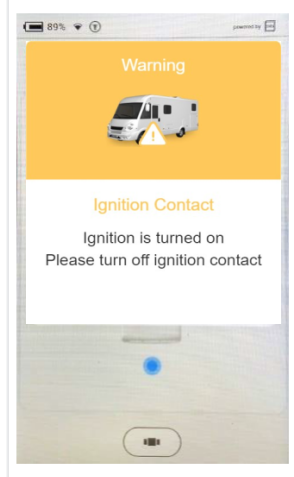 89%
powered by
Warning
Ignition Contact
Ignition is turned on
Please turn off ignition contact